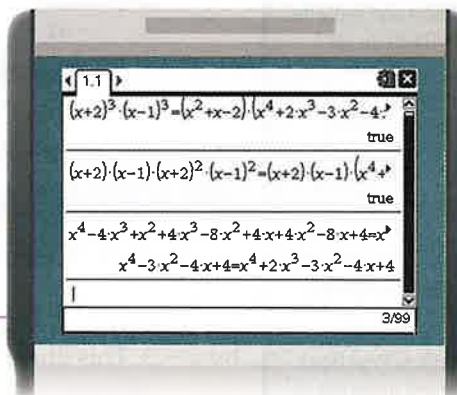 1.1
(x+2)³·(x−1)³=(x²+x−2)·(x⁴+2·x³−3·x²−4·
true
(x+2)·(x−1)·(x+2)²·(x−1)²=(x+2)·(x−1)·(x⁴+
true
x⁴−4·x³+x²+4·x³−8·x²+4·x+4·x²−8·x+4=x
x⁴−3·x²−4·x+4=x⁴+2·x³−3·x²−4·x+4
3/99